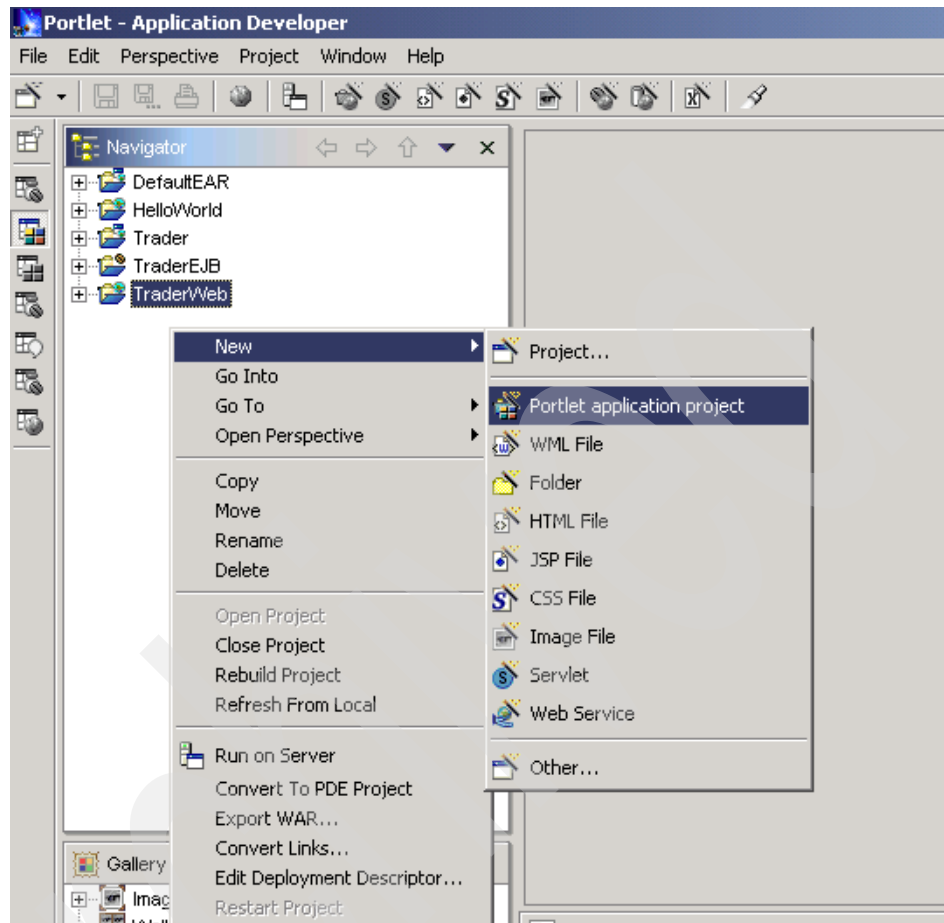 Portlet - Application Developer
File Edit Perspective Project Window Help
Navigator
DefaultEAR
HelloWorld
Trader
TraderEJB
TraderWeb
New
Go Into
Go To
Open Perspective
Copy
Move
Rename
Delete
Open Project
Close Project
Rebuild Project
Refresh From Local
Run on Server
Convert To PDE Project
Export WAR...
Convert Links...
Edit Deployment Descriptor...
Restart Project
Project...
Portlet application project
WML File
Folder
HTML File
JSP File
CSS File
Image File
Servlet
Web Service
Other...
Gallery
Imag